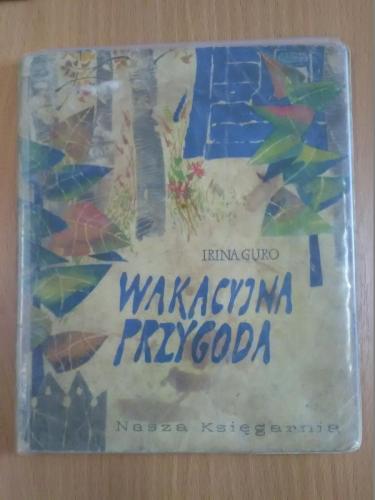 IRINA GURO
WAKACYJNA
PRZYGODA
Nasza Księgarnia